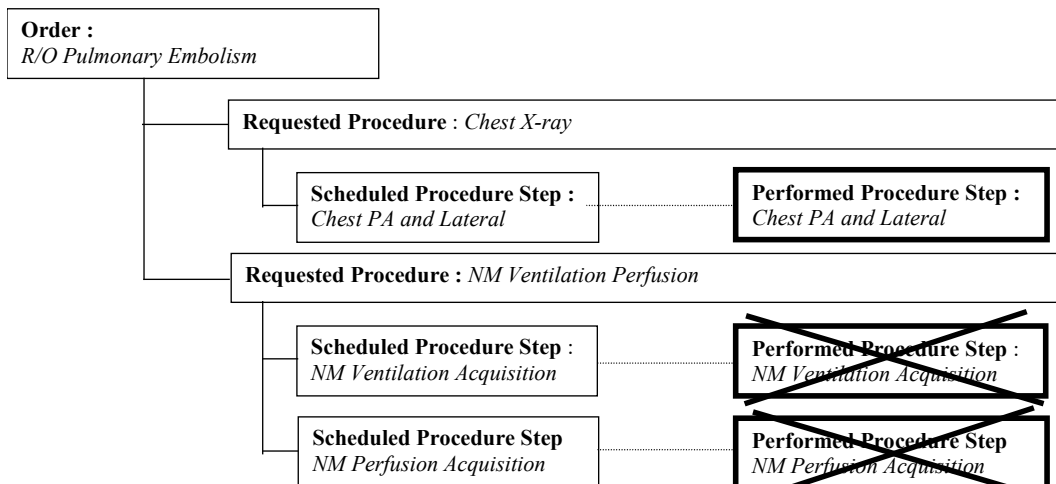 Order :
R/O Pulmonary Embolism
Requested Procedure : Chest X-ray
Scheduled Procedure Step :
Chest PA and Lateral
Performed Procedure Step :
Chest PA and Lateral
Requested Procedure : NM Ventilation Perfusion
Scheduled Procedure Step :
NM Ventilation Acquisition
Performed Procedure Step :
NM Ventilation Acquisition
Scheduled Procedure Step
NM Perfusion Acquisition
Performed Procedure Step
NM Perfusion Acquisition